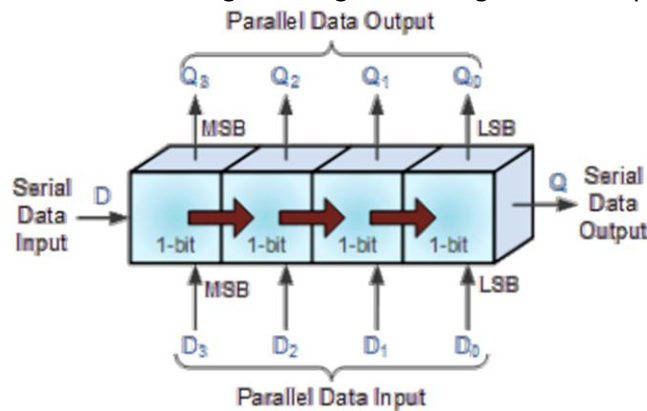 Parallel Data Output
Q₃ Q₂ Q₁ Q₀
MSB LSB
Serial Data Input
D
Q
Serial Data Output
1-bit 1-bit 1-bit 1-bit
MSB LSB
D₃ D₂ D₁ D₀
Parallel Data Input